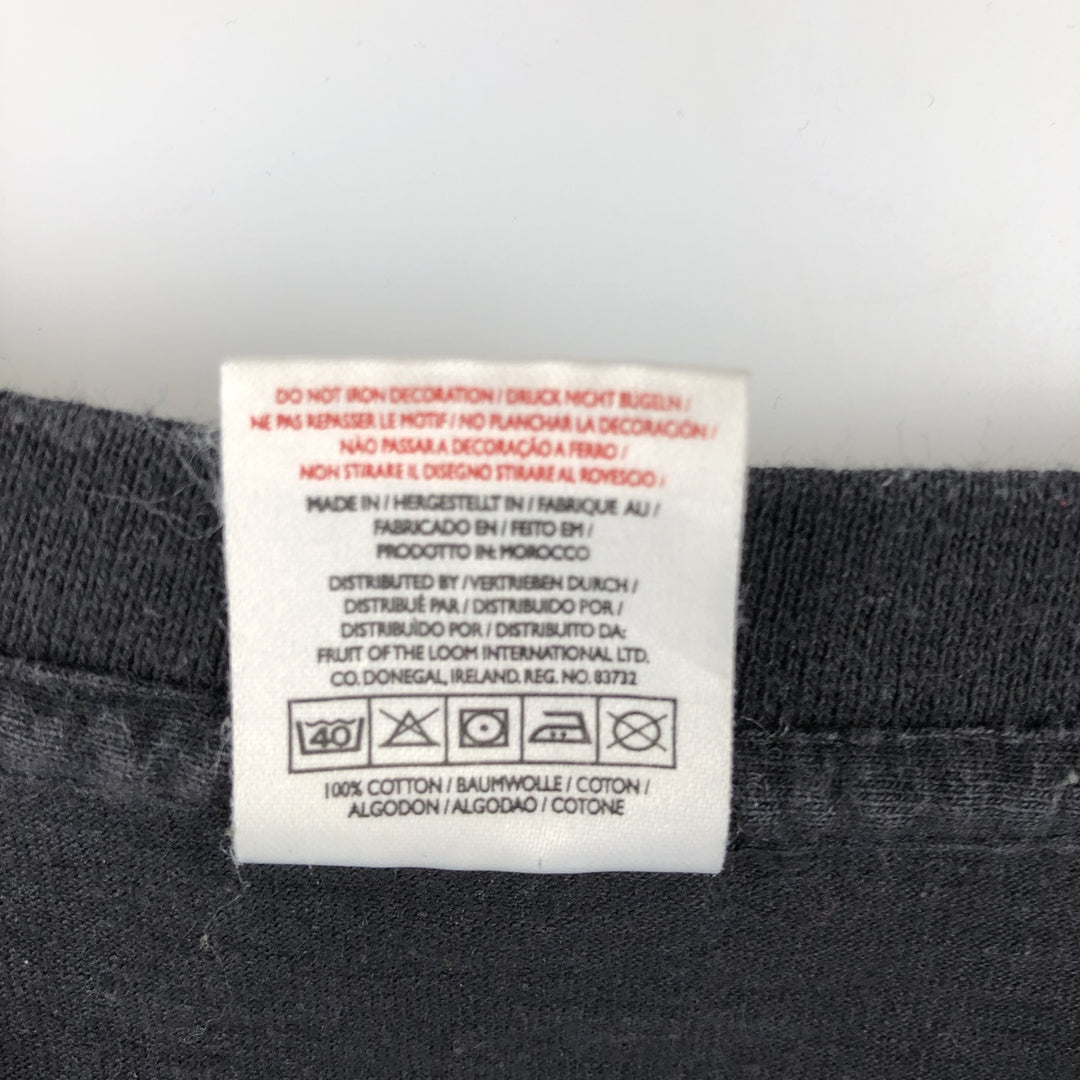 DO NOT IRON DECORATION / DRUCK NICHT BUGELN /
NE PAS REPASSER LE MOTIF / NO PLANCHAR LA DECORACIÓN /
NÃO PASSAR A DECORAÇÃO A FERRO /
NON STIRARE IL DISEGNO STIRARE AL ROVESCIO /
MADE IN / HERGESTELLT IN / FABRIQUE AU /
FABRICADO EN / FEITO EM /
PRODOTTO IN: MOROCCO
DISTRIBUTED BY / VERTRIEBEN DURCH /
DISTRIBUÉ PAR / DISTRIBUIDO POR /
DISTRIBUÍDO POR / DISTRIBUITO DA:
FRUIT OF THE LOOM INTERNATIONAL LTD.
CO. DONEGAL, IRELAND. REG. NO. 83732
40
100% COTTON / BAUMWOLLE / COTON /
ALGODON / ALGODAO / COTONE